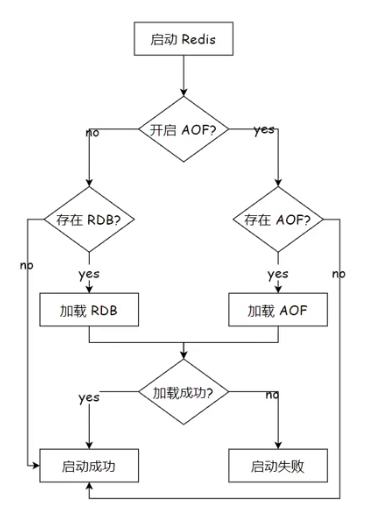 启动 Redis
开启 AOF?
no
yes
存在 RDB?
存在 AOF?
no
yes
yes
no
加载 RDB
加载 AOF
加载成功?
yes
no
启动成功
启动失败